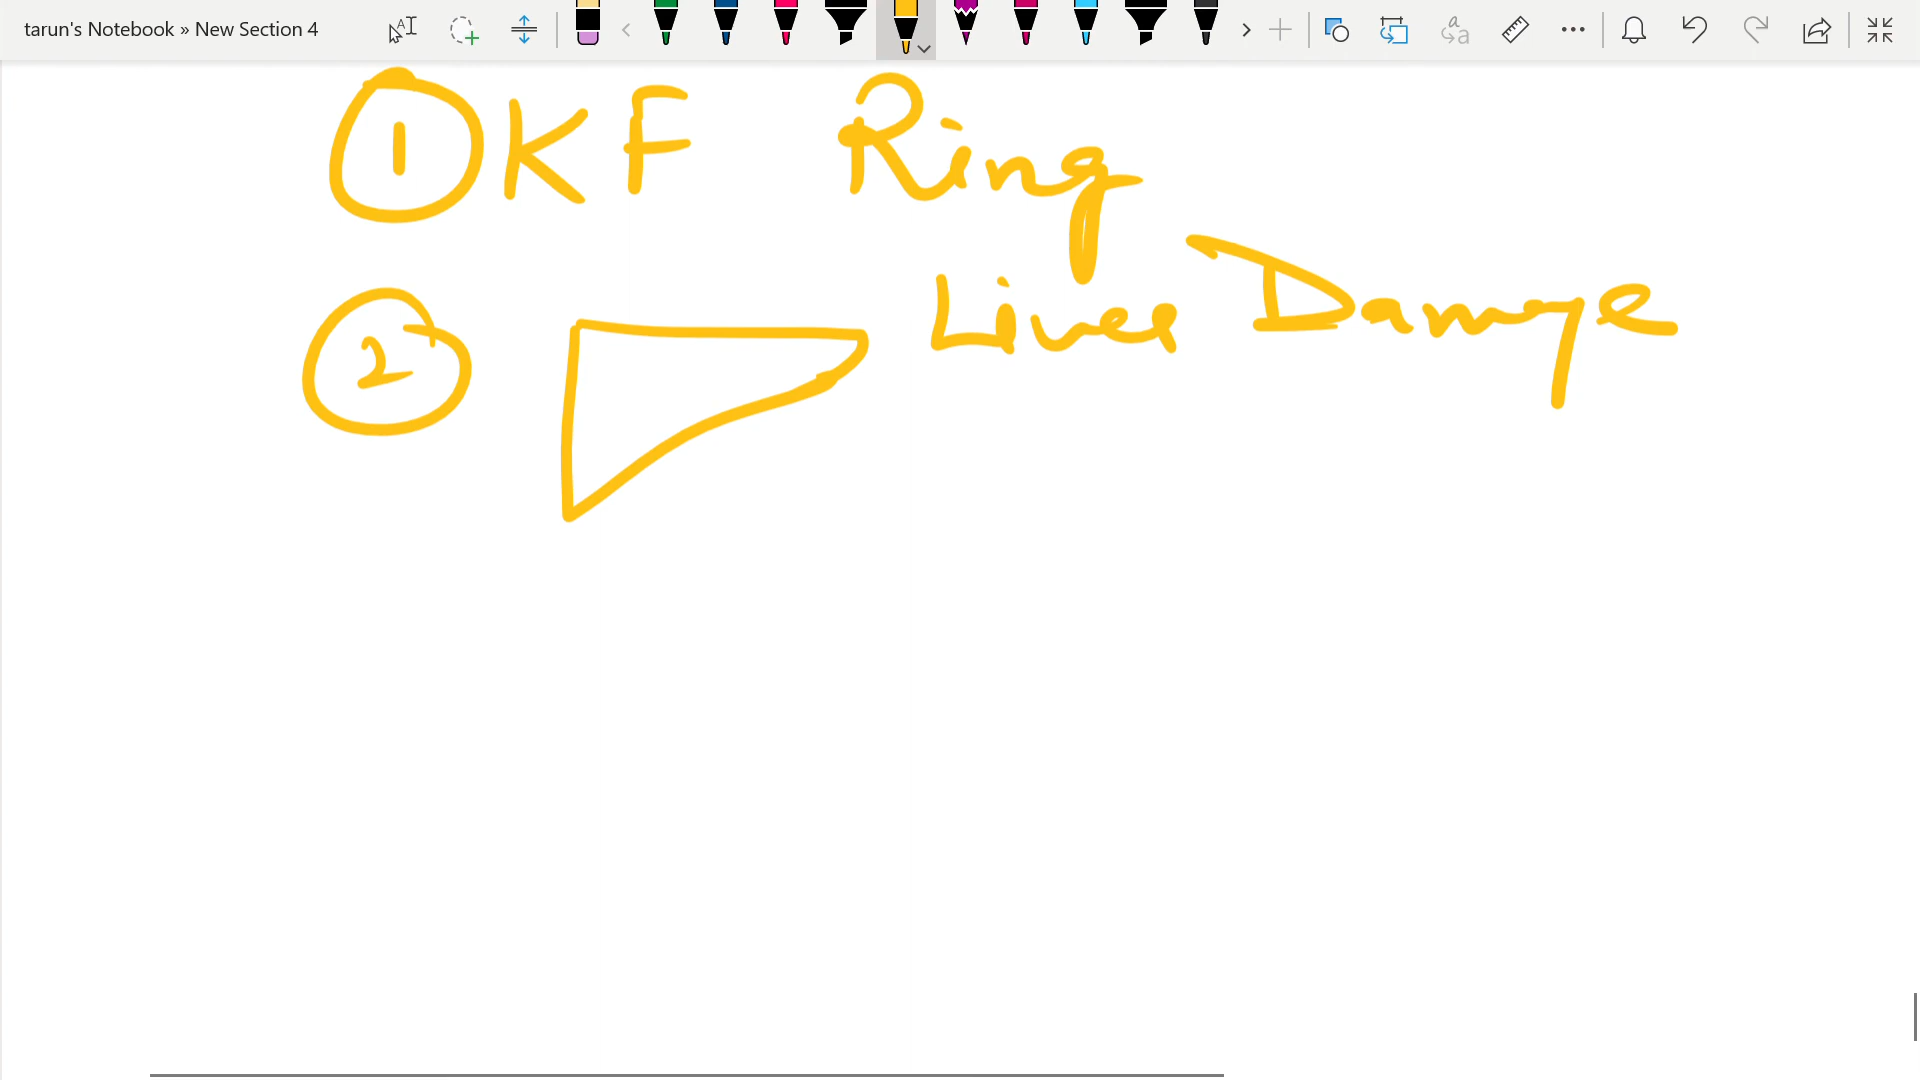 tarun's Notebook » New Section 4
① KF Ring
② Liver Damage